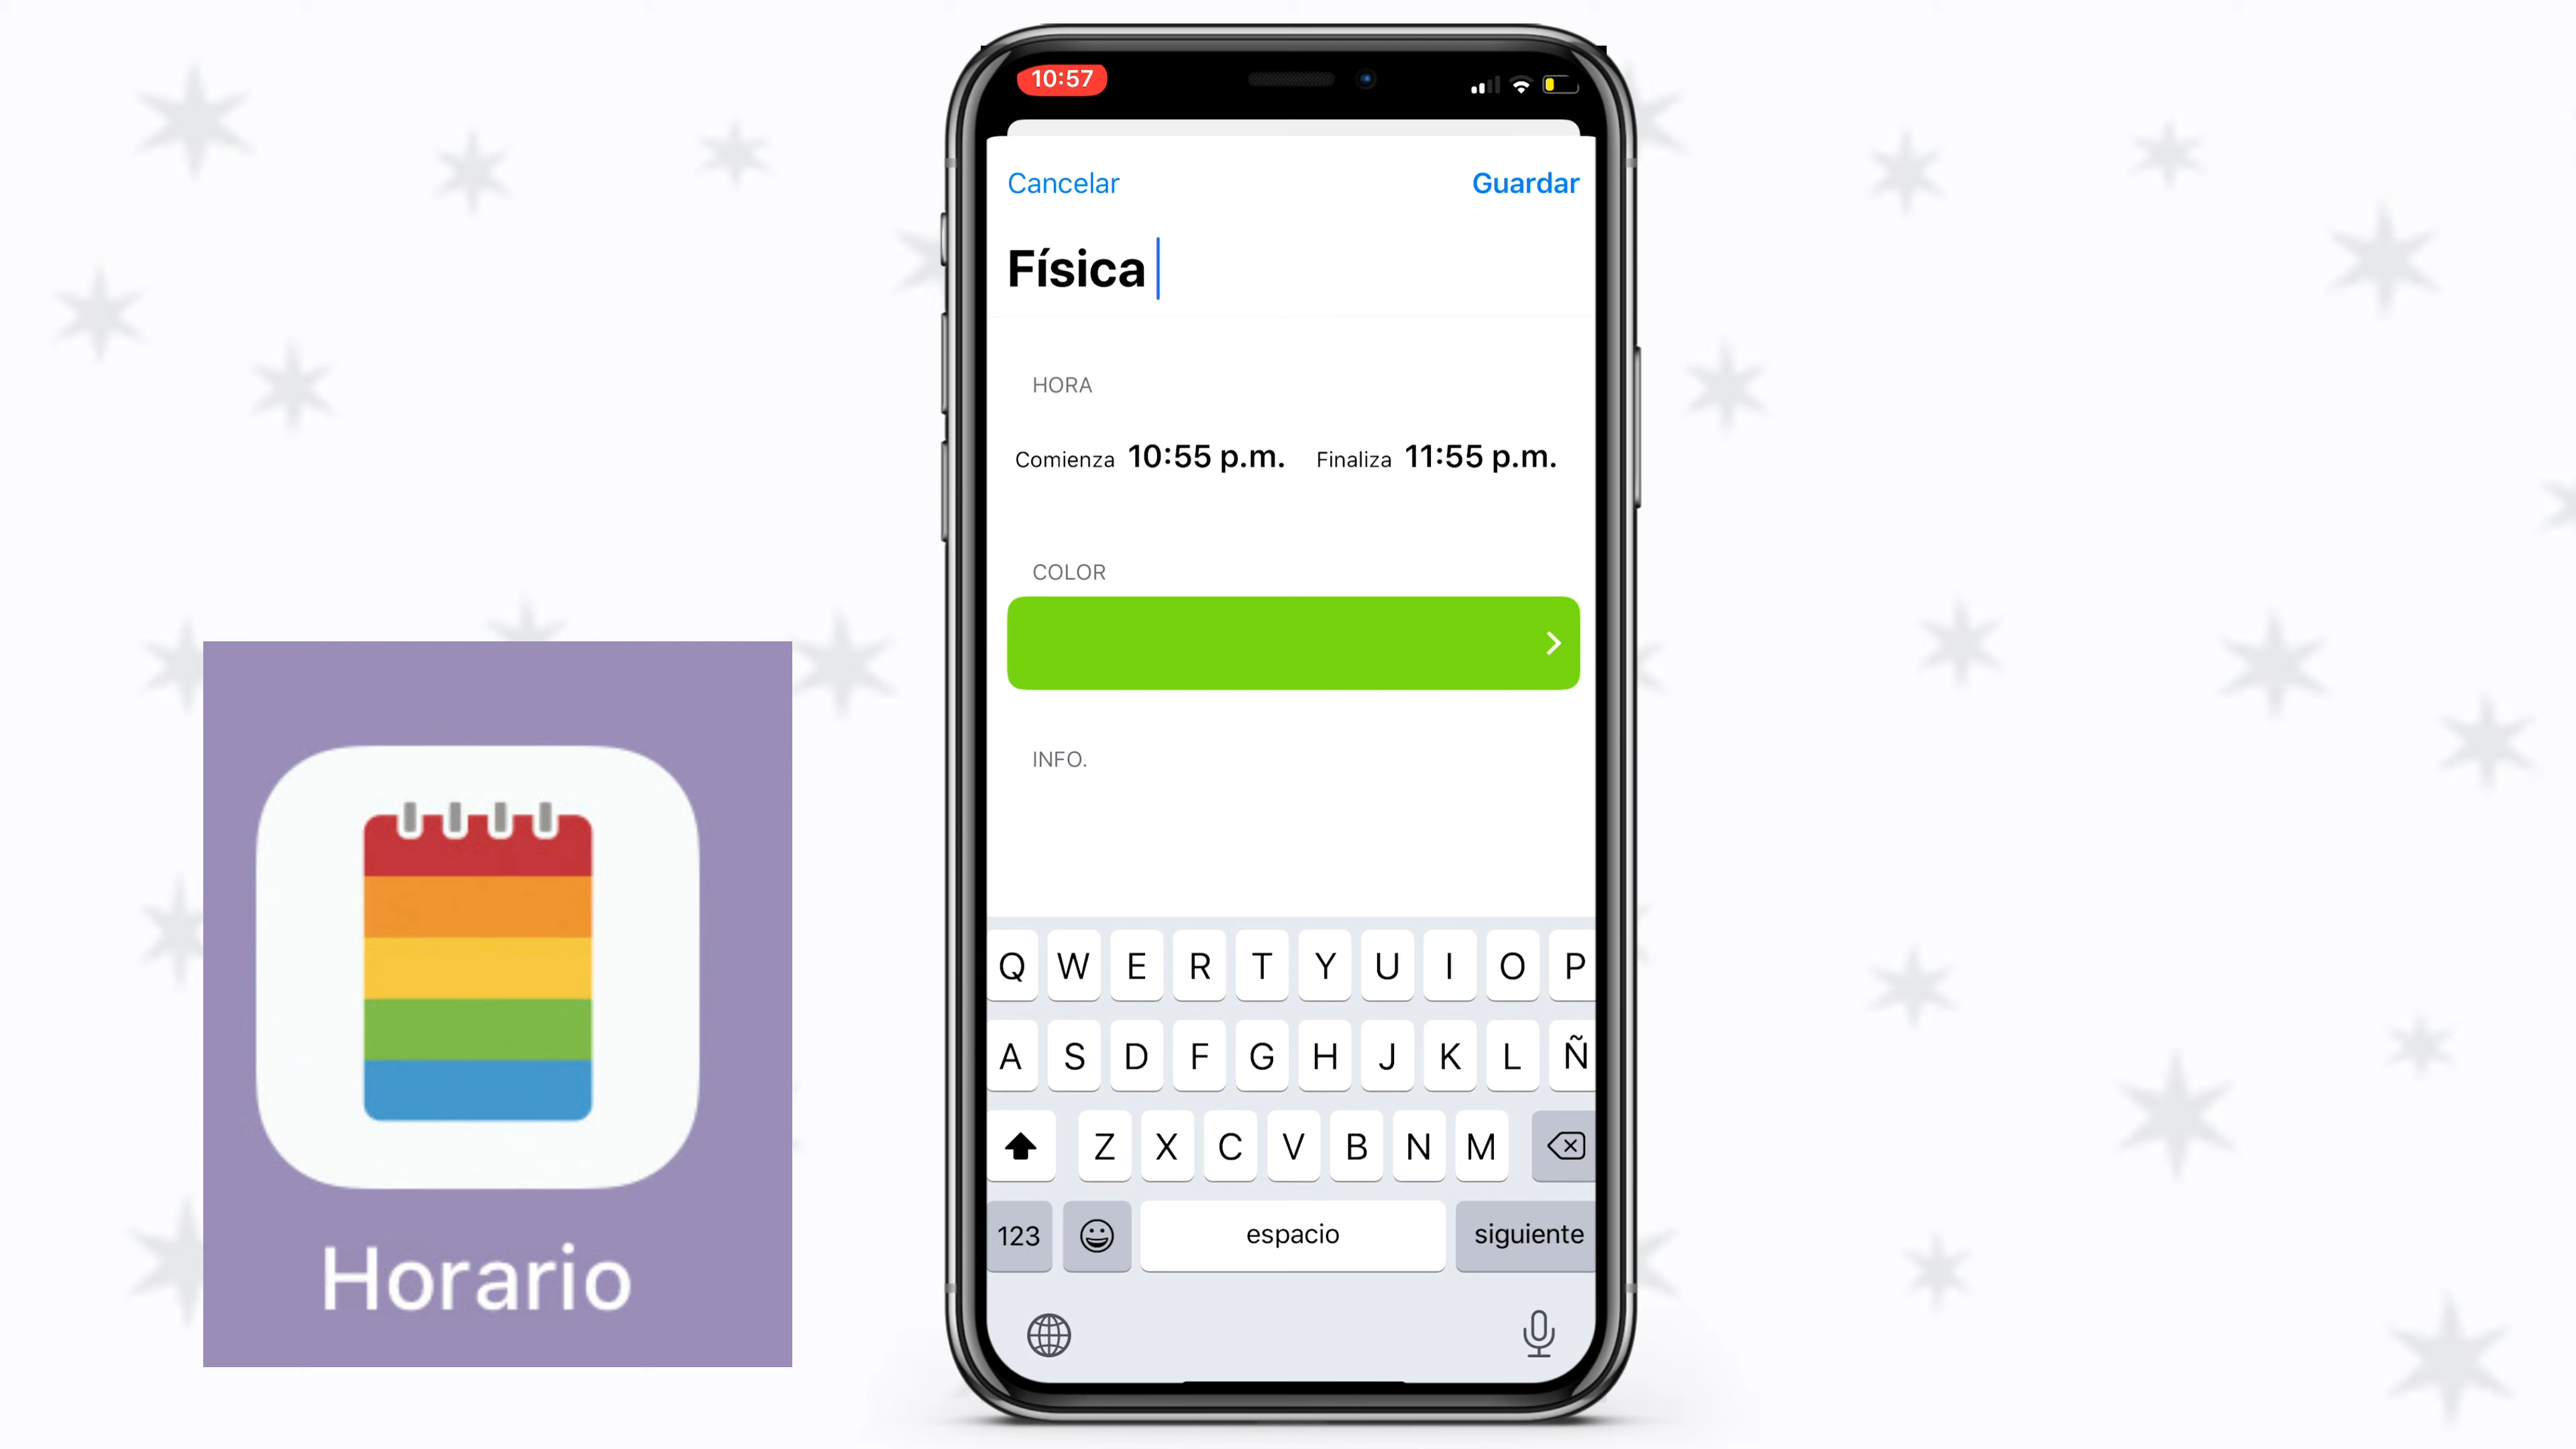 10:57
Cancelar
Guardar
Física
HORA
Comienza 10:55 p.m. Finaliza 11:55 p.m.
COLOR
INFO.
Q W E R T Y U I O P
A S D F G H J K L Ñ
Z X C V B N M
123 espacio siguiente
Horario